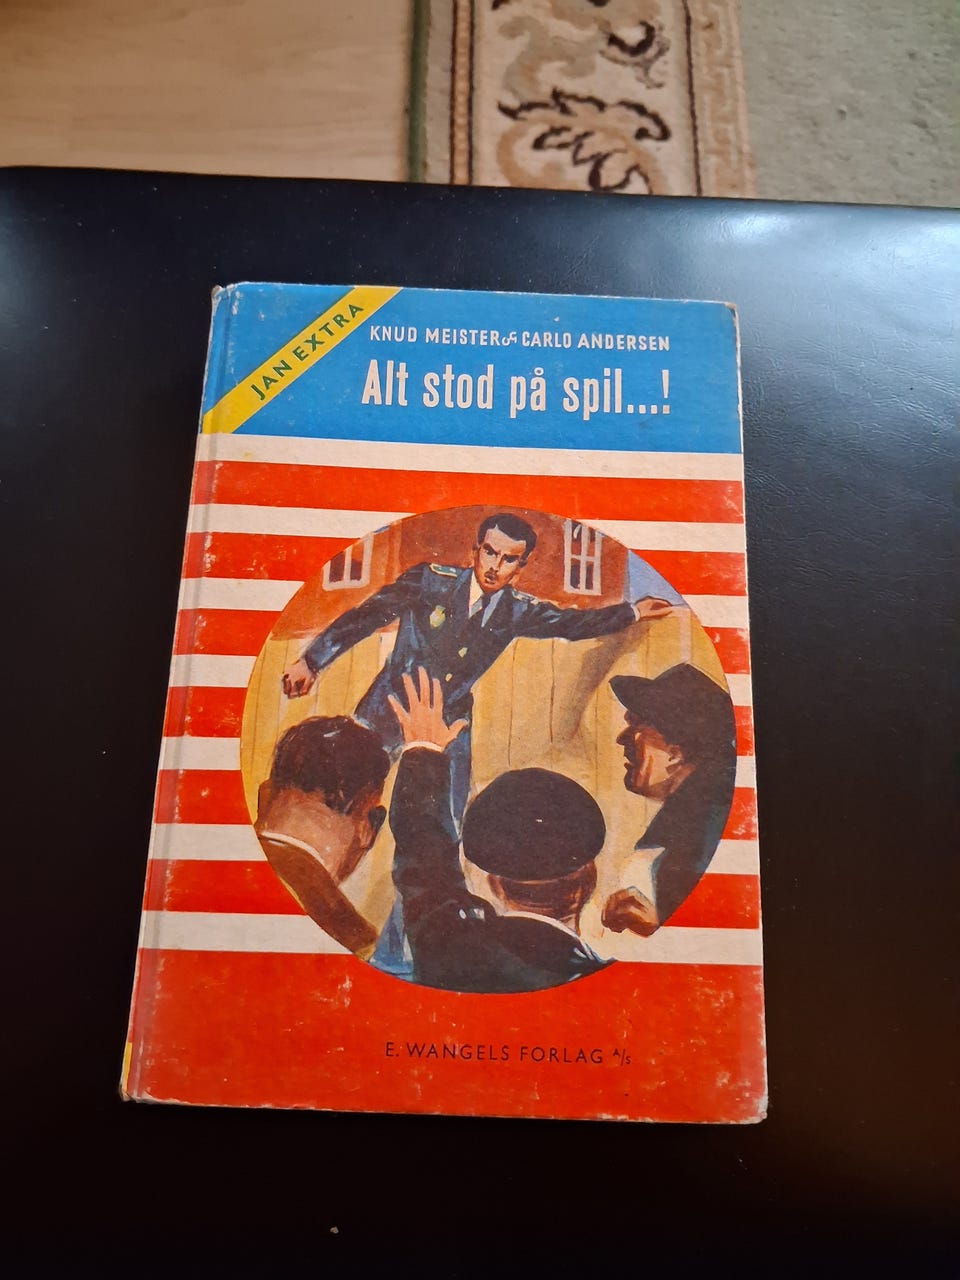 JAN EXTRA
KNUD MEISTER & CARLO ANDERSEN
Alt stod på spil...!
E. WANGELS FORLAG A/S